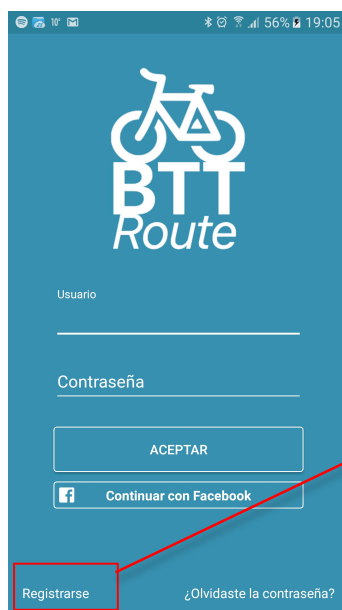 10° 56% 19:05
BTT
Route
Usuario
Contraseña
ACEPTAR
Continuar con Facebook
Registrarse ¿Olvidaste la contraseña?